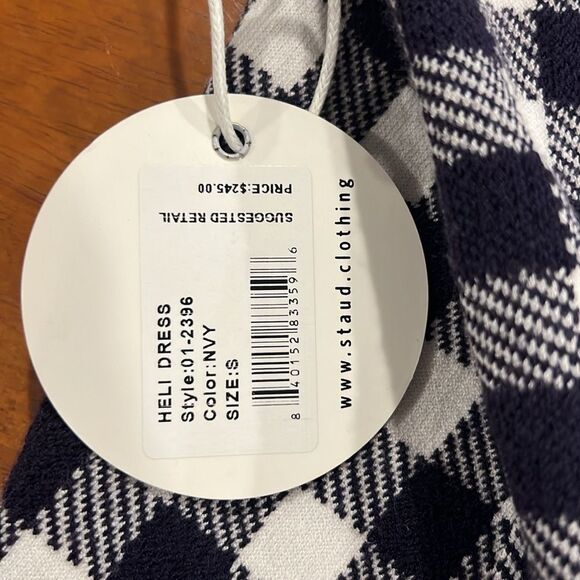 HELI DRESS
Style:01-2396
Color:NVY
SIZE:S
8 40152 83359 6
SUGGESTED RETAIL
PRICE:$245.00
www.staud.clothing